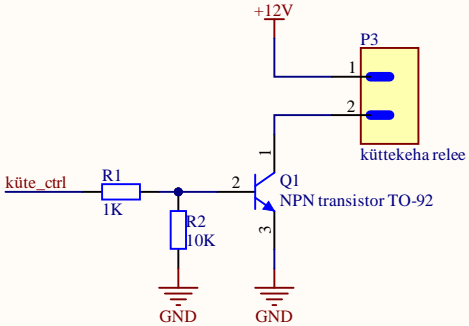 +12V
P3
1
2
küttekeha relee
1
küte_ctrl
R1
1K
2
Q1
NPN transistor TO-92
R2
10K
3
GND
GND